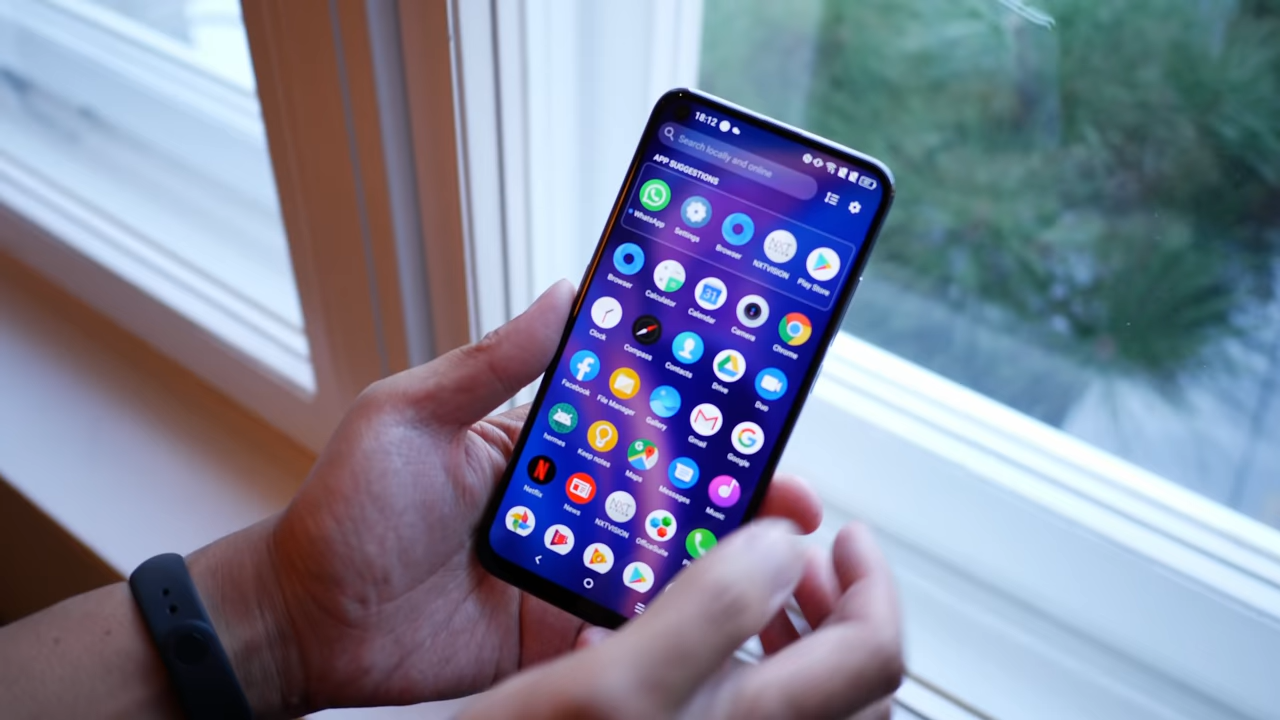 18:12
Search locally and online
APP SUGGESTIONS
WhatsApp Settings Browser NXTVISION Play Store
Browser Calculator Calendar Camera Chrome
Clock Compass Contacts Drive Duo
Facebook File Manager Gallery Gmail Google
hermes Keep notes Maps Messages Music
Netflix News NXTVISION OfficeSuite